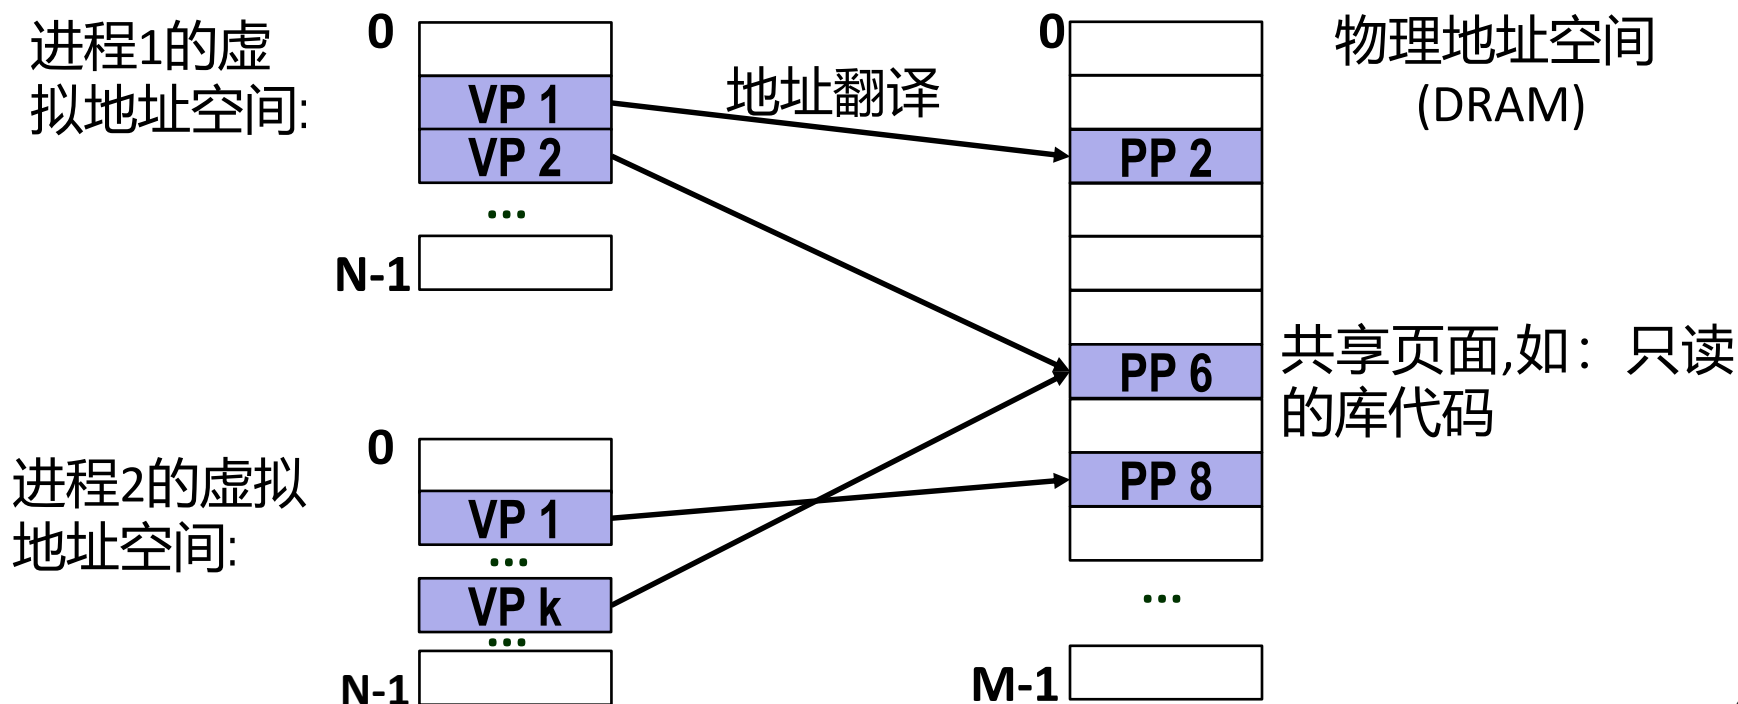 进程1的虚
拟地址空间:
0
VP 1
VP 2
...
N-1
地址翻译
0
PP 2
PP 6
PP 8
...
M-1
物理地址空间
(DRAM)
共享页面,如：只读
的库代码
进程2的虚拟
地址空间:
0
VP 1
...
VP k
...
N-1